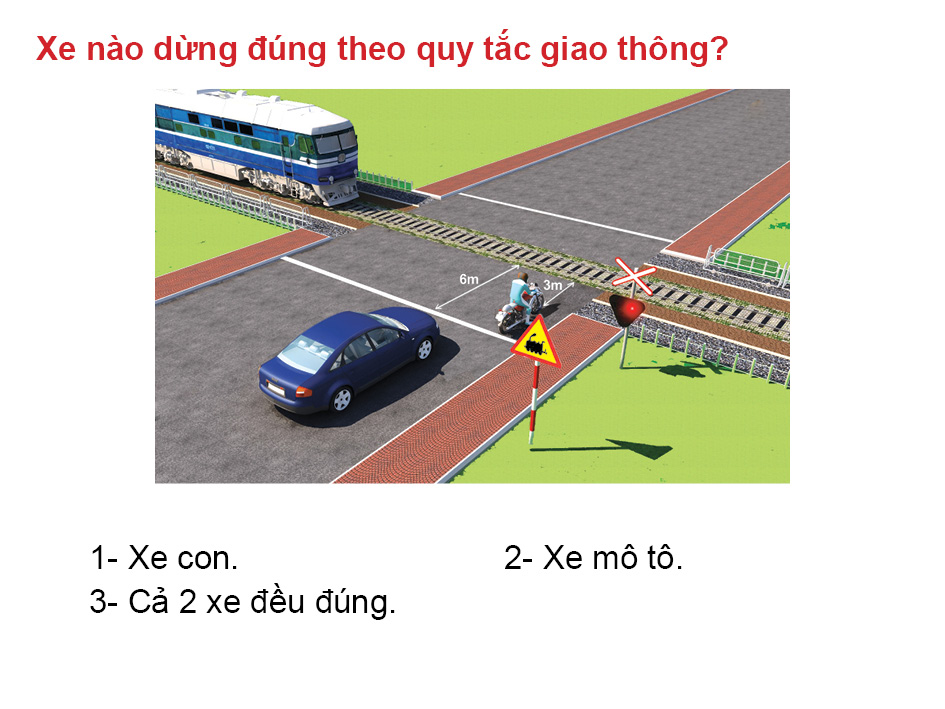 Xe nào dừng đúng theo quy tắc giao thông?
6m
3m
1- Xe con.
2- Xe mô tô.
3- Cả 2 xe đều đúng.